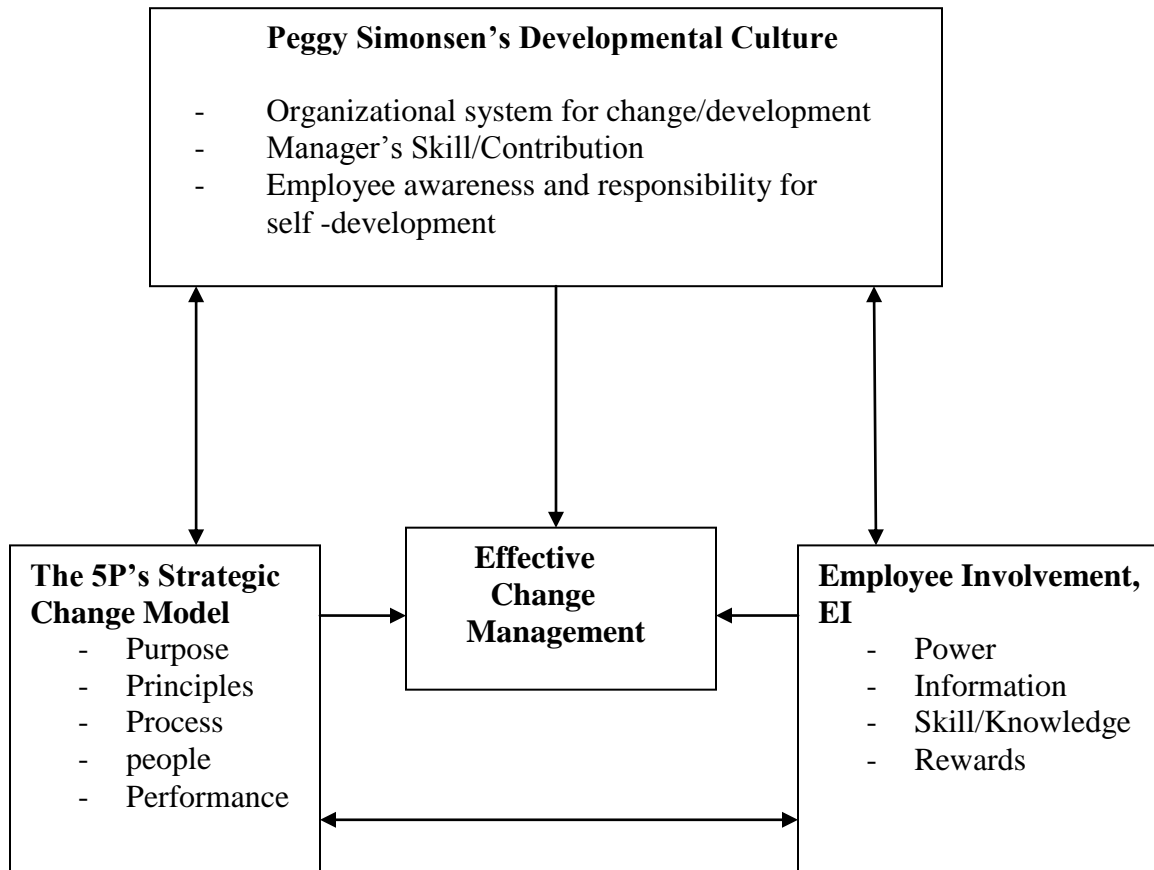 Peggy Simonsen’s Developmental Culture
- Organizational system for change/development
- Manager’s Skill/Contribution
- Employee awareness and responsibility for
self -development
The 5P’s Strategic
Change Model
- Purpose
- Principles
- Process
- people
- Performance
Effective
Change
Management
Employee Involvement,
EI
- Power
- Information
- Skill/Knowledge
- Rewards